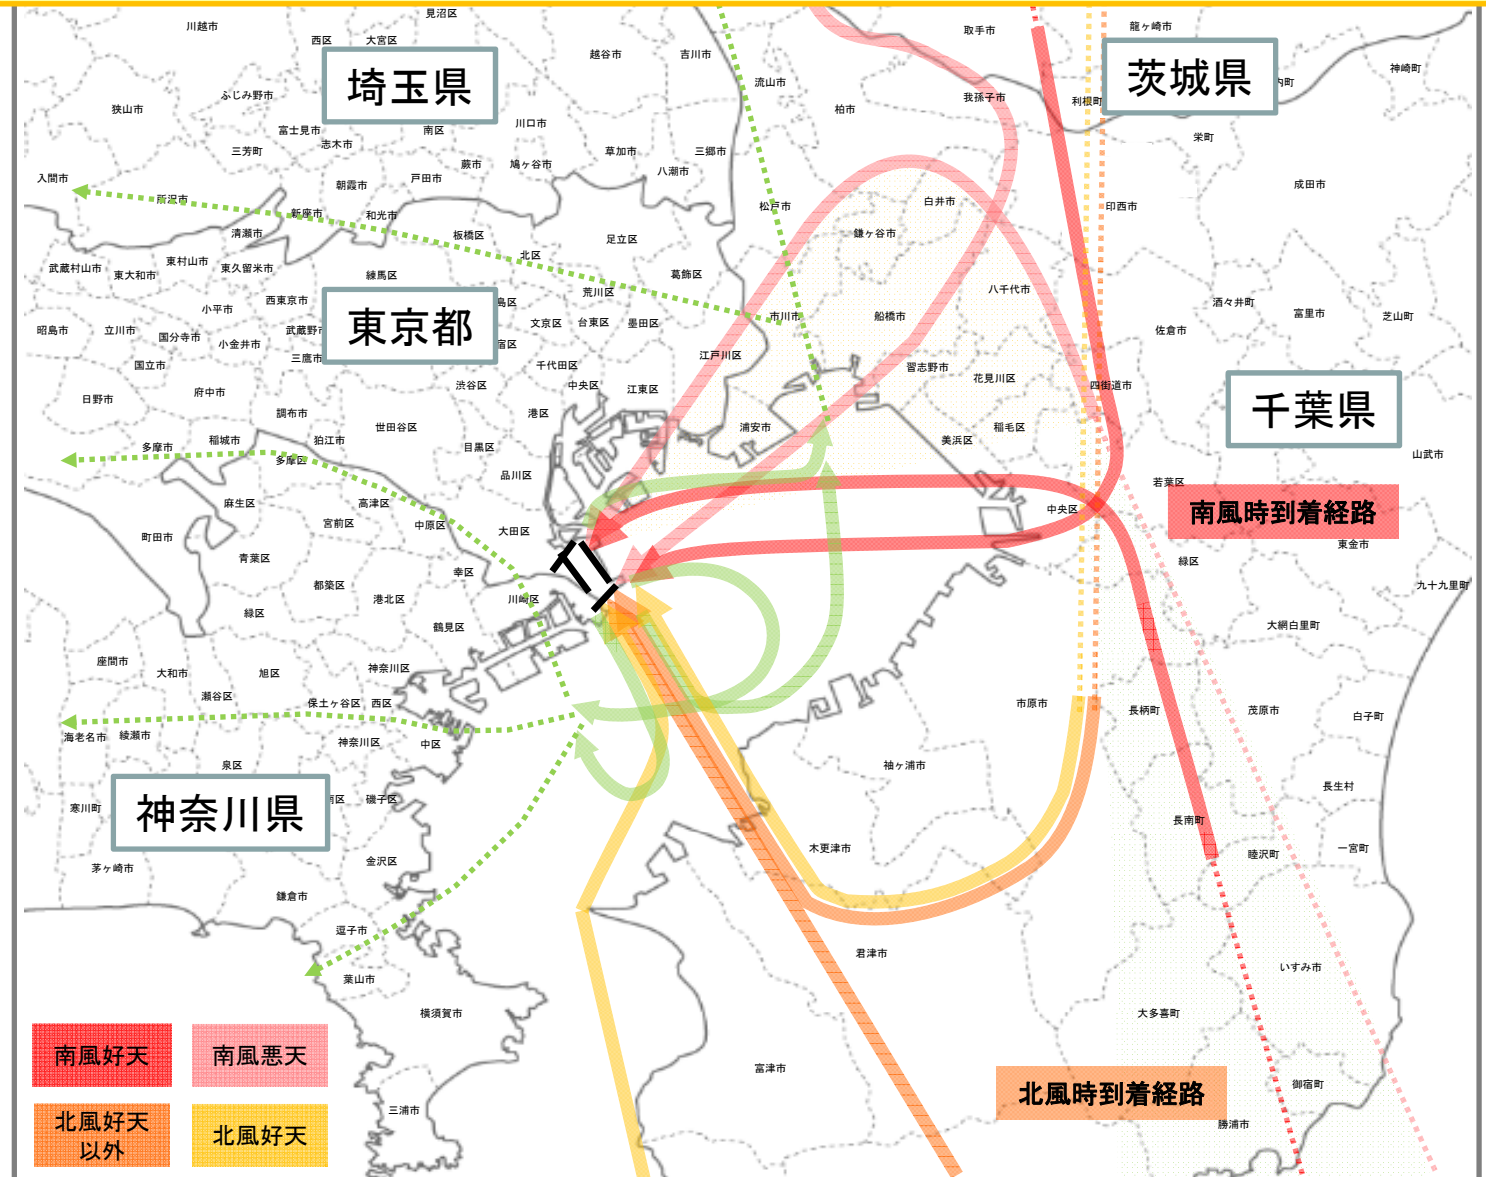 見沼区
川越市
西区
大宮区
越谷市
吉川市
取手市
龍ヶ崎市
埼玉県
茨城県
流山市
内町
神崎町
ふじみ野市
狭山市
柏市
我孫子市
利根町
富士見市
南区
川口市
栄町
三芳町
志木市
草加市
三郷市
蕨市
鳩ヶ谷市
八潮市
入間市
朝霞市
戸田市
成田市
所沢市
白井市
松戸市
印西市
新座市
和光市
清瀬市
板橋区
足立区
鎌ヶ谷市
北区
武蔵村山市
東大和市
東村山市
東久留米市
練馬区
葛飾区
荒川区
八千代市
西東京市
島区
酒々井町
小平市
富里市
芝山町
昭島市
立川市
国分寺市
小金井市
武蔵野市
東京都
文京区
台東区
墨田区
市川市
船橋市
佐倉市
宿区
三鷹市
江戸川区
国立市
千代田区
習志野市
花見川区
日野市
府中市
渋谷区
中央区
江東区
四街道市
千葉県
調布市
港区
世田谷区
浦安市
稲毛区
多摩市
稲城市
狛江市
目黒区
美浜区
山武市
多摩区
品川区
若葉区
麻生区
高津区
中央区
南風時到着経路
宮前区
中原区
大田区
町田市
東金市
青葉区
緑区
幸区
都築区
九十九里町
港北区
川崎区
緑区
鶴見区
大網白里町
座間市
大和市
旭区
神奈川区
瀬谷区
保土ヶ谷区
西区
市原市
長柄町
茂原市
白子町
海老名市
綾瀬市
神奈川区
中区
泉区
袖ヶ浦市
長生村
神奈川県
南区
磯子区
寒川町
長南町
木更津市
睦沢町
一宮町
茅ヶ崎市
金沢区
鎌倉市
逗子市
君津市
いすみ市
葉山市
横須賀市
大多喜町
南風好天
南風悪天
富津市
御宿町
北風時到着経路
三浦市
勝浦市
北風好天
以外
北風好天